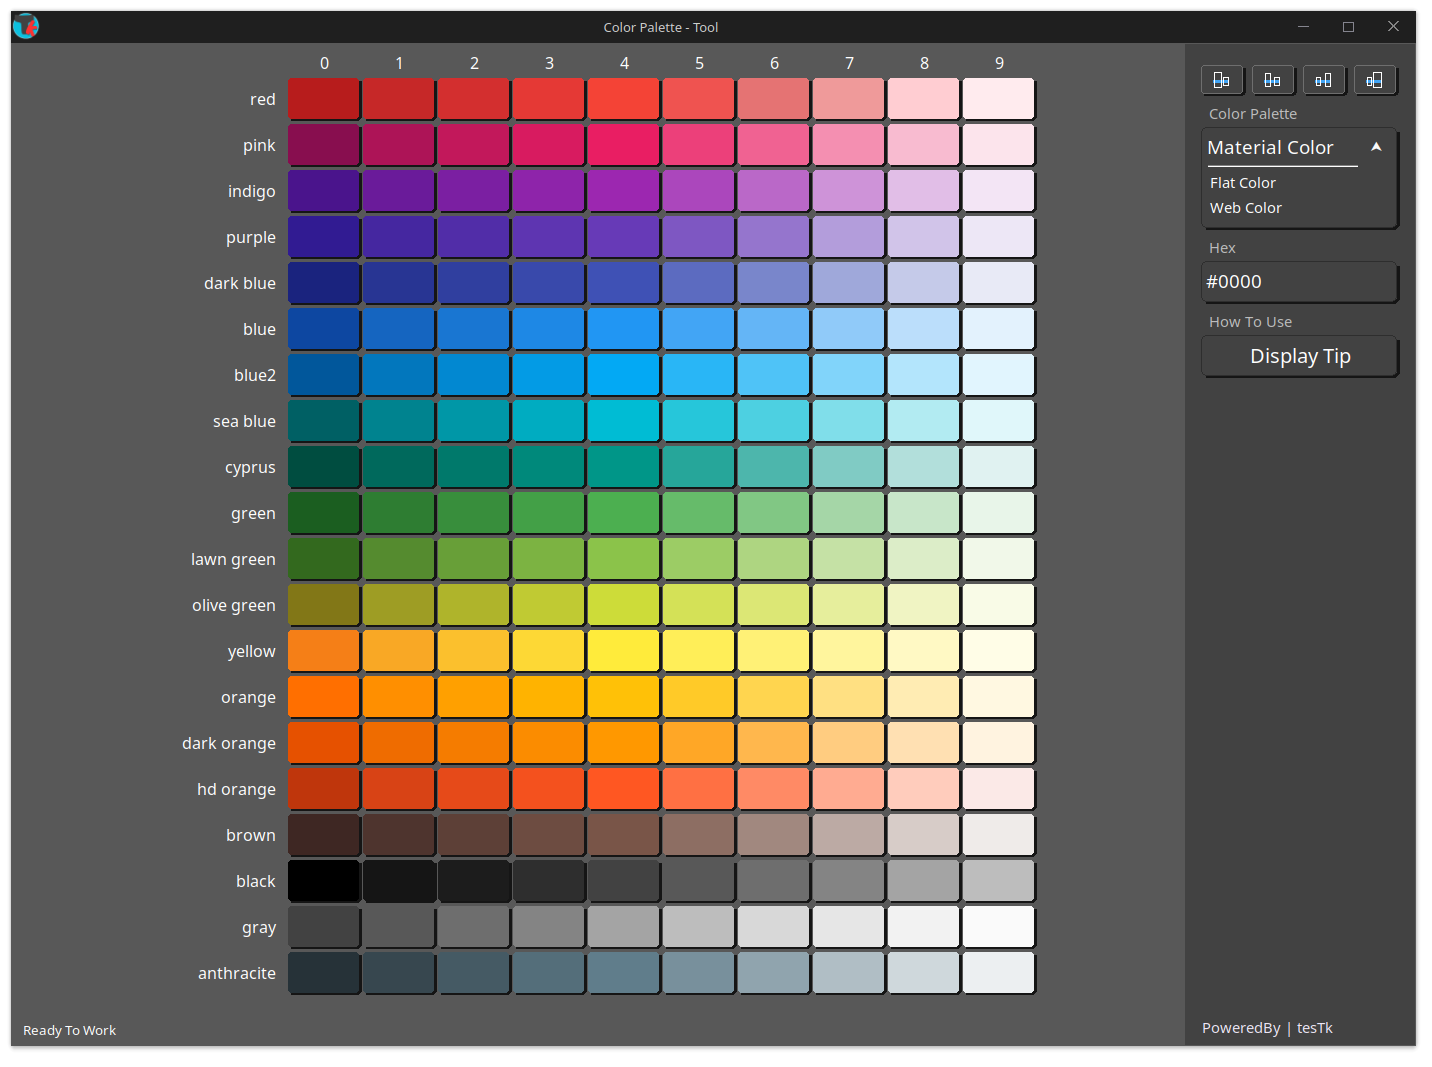 Color Palette - Tool
0 1 2 3 4 5 6 7 8 9
red
pink
indigo
purple
dark blue
blue
blue2
sea blue
cyprus
green
lawn green
olive green
yellow
orange
dark orange
hd orange
brown
black
gray
anthracite
Ready To Work
Color Palette
Material Color
Flat Color
Web Color
Hex
#0000
How To Use
Display Tip
PoweredBy | tesTk